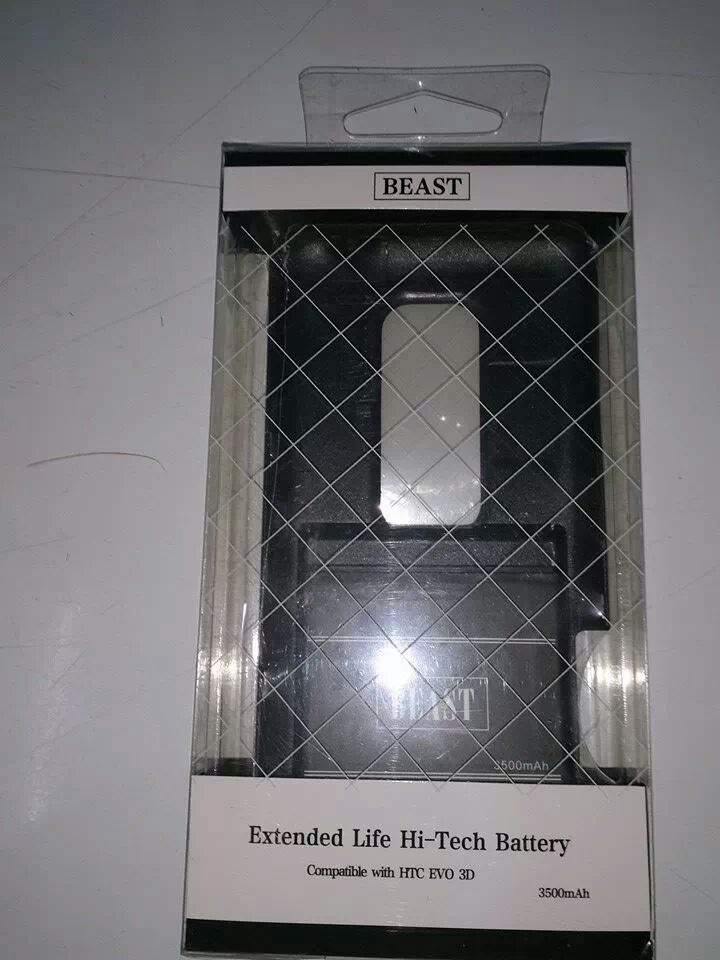 BEAST
BEAST
3500mAh
Extended Life Hi-Tech Battery
Compatible with HTC EVO 3D
3500mAh